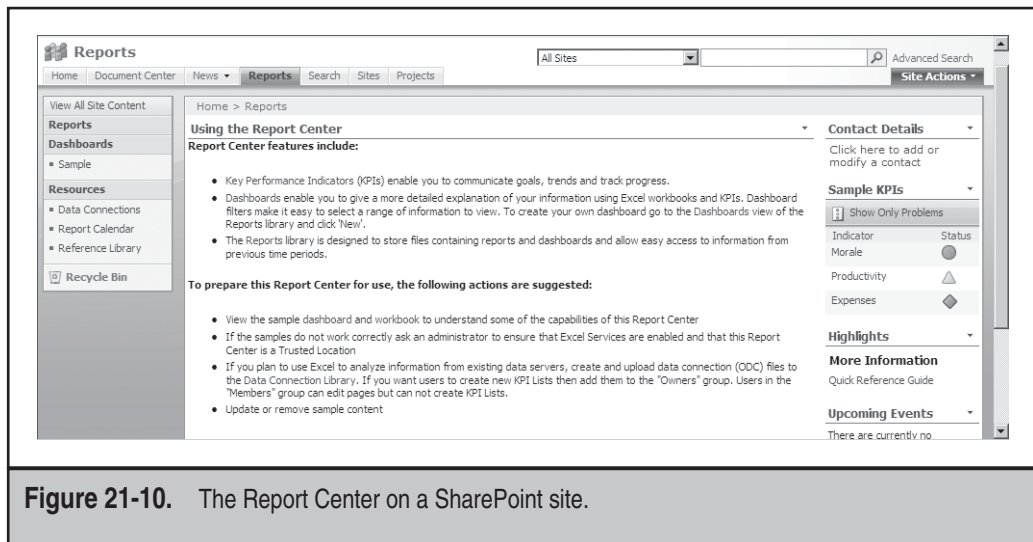 Reports
All Sites
Advanced Search
Home Document Center News Reports Search Sites Projects
Site Actions
View All Site Content
Reports
Dashboards
Sample
Resources
Data Connections
Report Calendar
Reference Library
Recycle Bin
Home > Reports
Using the Report Center
Report Center features include:
• Key Performance Indicators (KPIs) enable you to communicate goals, trends and track progress.
• Dashboards enable you to give a more detailed explanation of your information using Excel workbooks and KPIs. Dashboard
filters make it easy to select a range of information to view. To create your own dashboard go to the Dashboards view of the
Reports library and click 'New'.
• The Reports library is designed to store files containing reports and dashboards and allow easy access to information from
previous time periods.
To prepare this Report Center for use, the following actions are suggested:
• View the sample dashboard and workbook to understand some of the capabilities of this Report Center
• If the samples do not work correctly ask an administrator to ensure that Excel Services are enabled and that this Report
Center is a Trusted Location
• If you plan to use Excel to analyze information from existing data servers, create and upload data connection (ODC) files to
the Data Connection Library. If you want users to create new KPI Lists then add them to the "Owners" group. Users in the
"Members" group can edit pages but can not create KPI Lists.
• Update or remove sample content
Contact Details
Click here to add or
modify a contact
Sample KPIs
Show Only Problems
Indicator Status
Morale
Productivity
Expenses
Highlights
More Information
Quick Reference Guide
Upcoming Events
There are currently no
Figure 21-10. The Report Center on a SharePoint site.